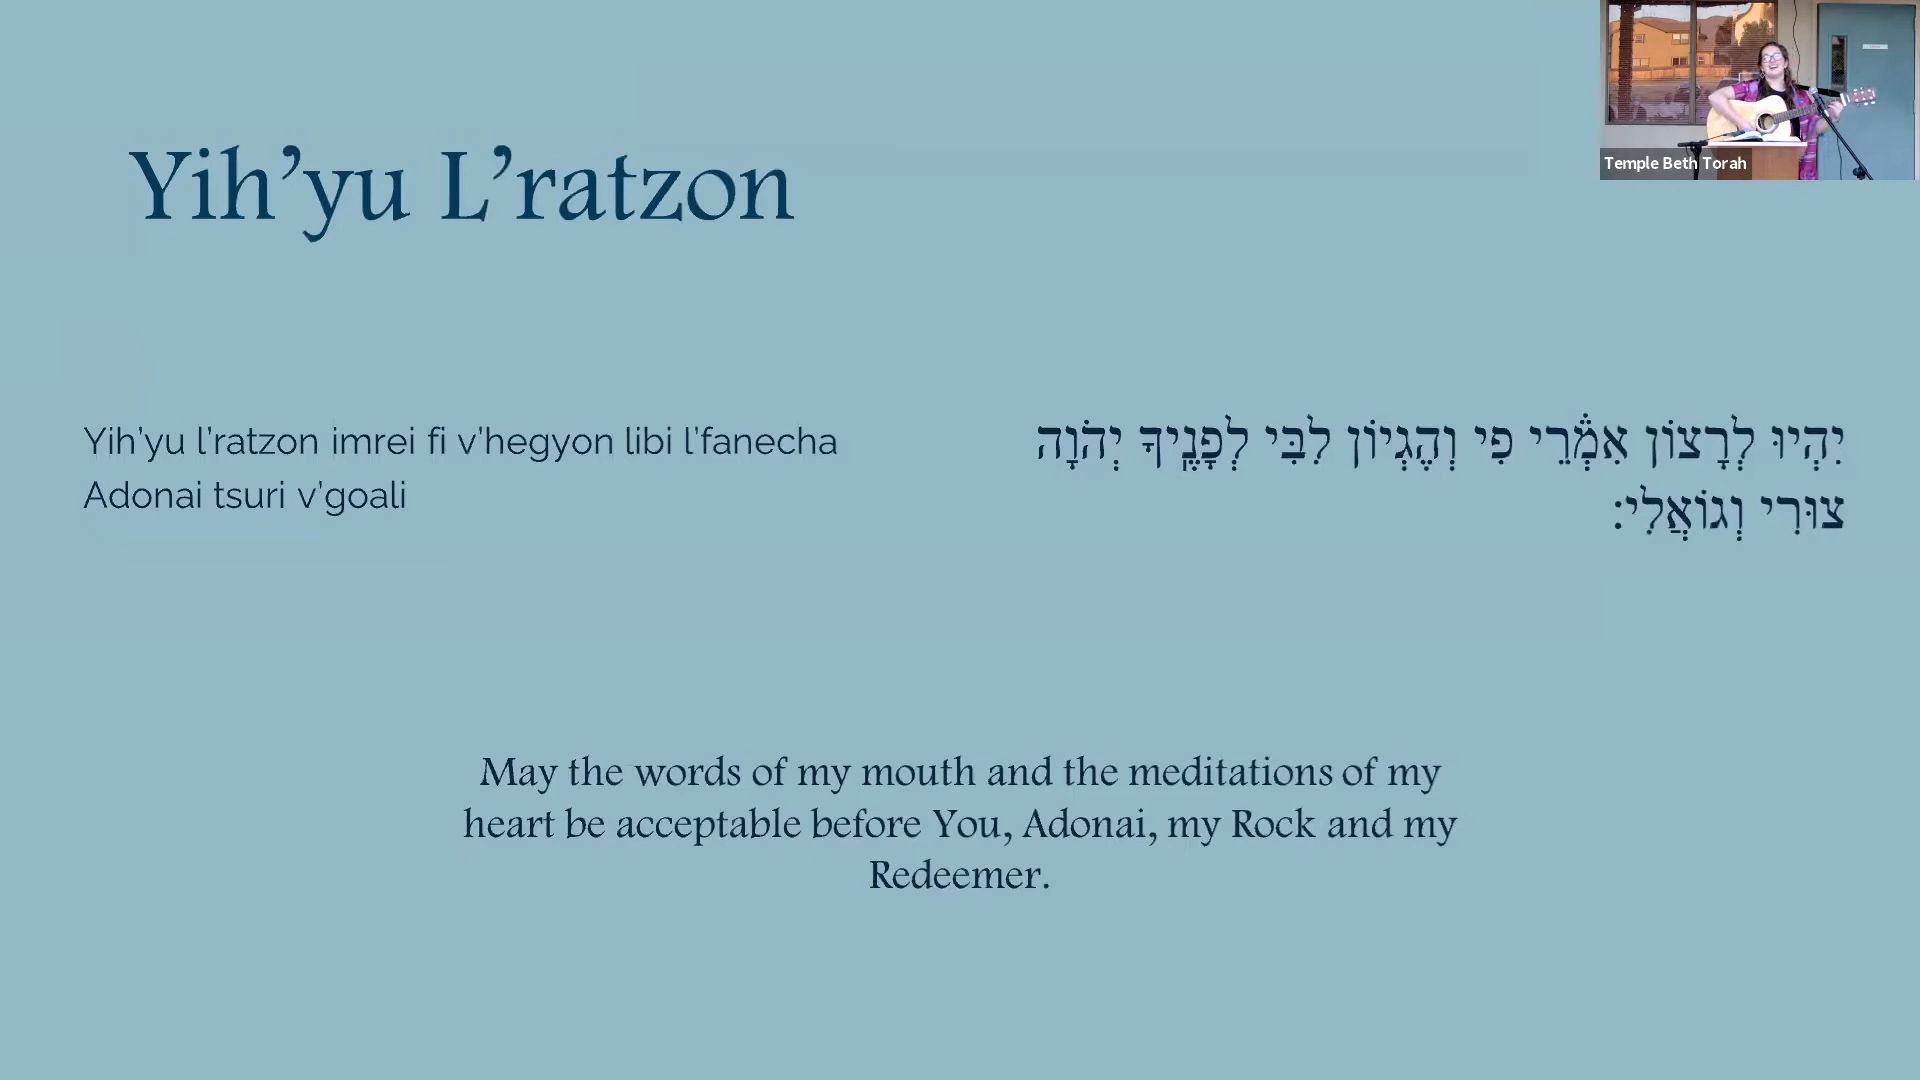 Yih’yu L’ratzon
Temple Beth Torah
Yih’yu l’ratzon imrei fi v’hegyon libi l’fanecha
Adonai tsuri v’goali
יִהְיוּ לְרָצוֹן אִמְרֵי פִי וְהֶגְיוֹן לִבִּי לְפָנֶיךָ יְהֹוָה
צוּרִי וְגוֹאֲלִי׃
May the words of my mouth and the meditations of my
heart be acceptable before You, Adonai, my Rock and my
Redeemer.